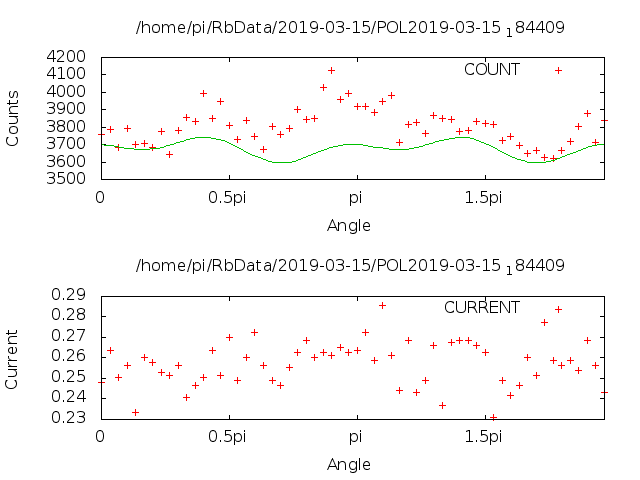 /home/pi/RbData/2019-03-15/POL2019-03-15₁84409
4200
4100
4000
3900
3800
3700
3600
3500
Counts
COUNT
0 0.5pi pi 1.5pi
Angle
/home/pi/RbData/2019-03-15/POL2019-03-15₁84409
0.29
0.28
0.27
0.26
0.25
0.24
0.23
Current
CURRENT
0 0.5pi pi 1.5pi
Angle